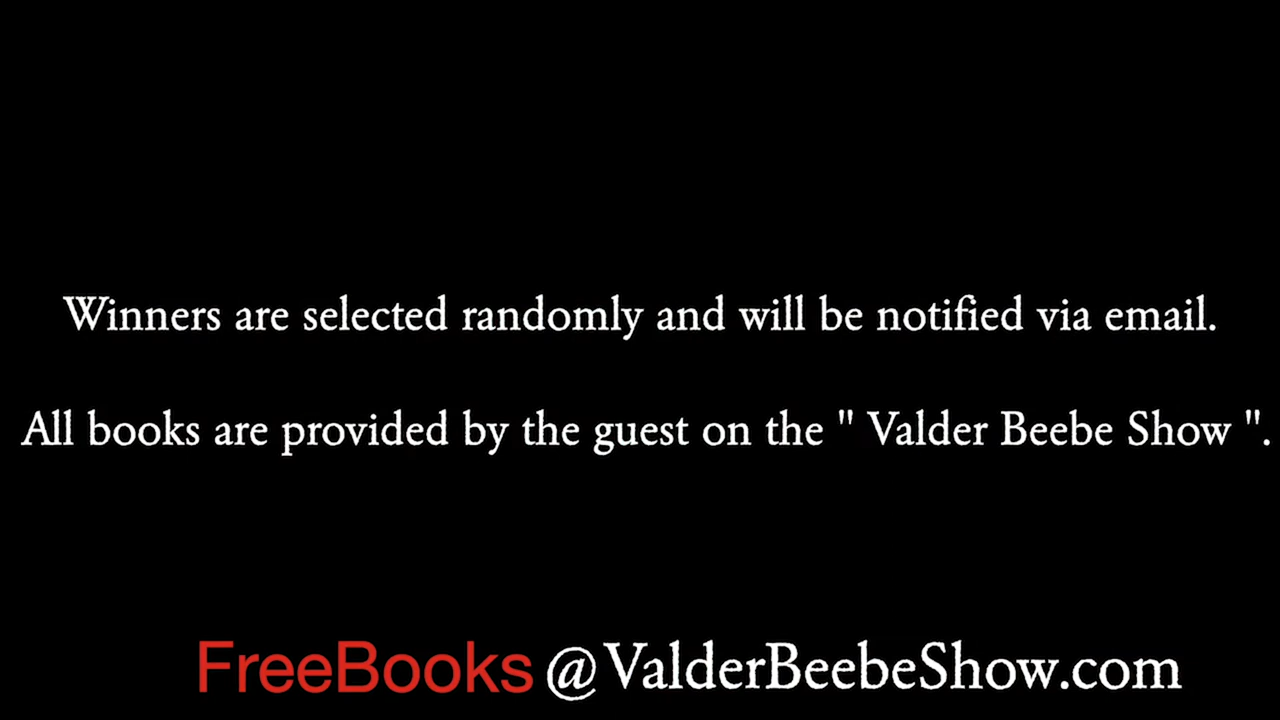 Winners are selected randomly and will be notified via email.
All books are provided by the guest on the " Valder Beebe Show ".
FreeBooks@ValderBeebeShow.com